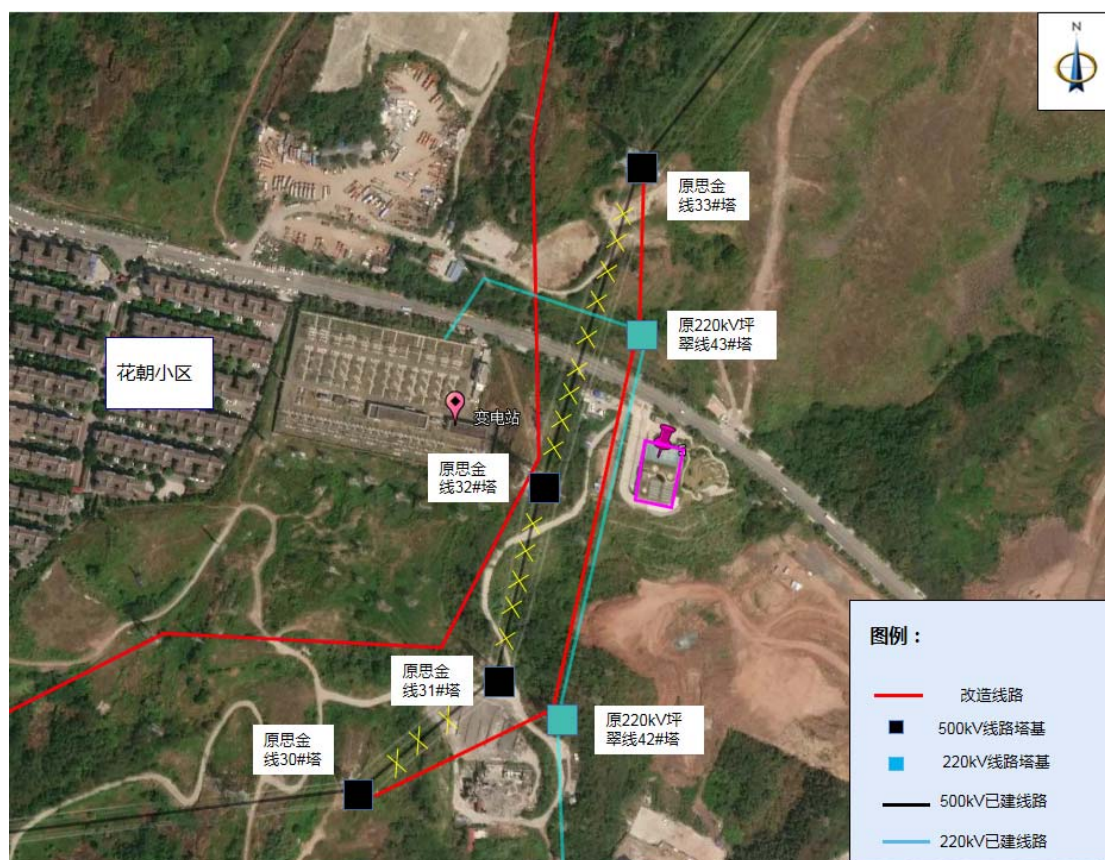 N
原思金
线33#塔
原220kV坪
翠线43#塔
花朝小区
变电站
原思金
线32#塔
原思金
线31#塔
原思金
线30#塔
原220kV坪
翠线42#塔
图例：
改造线路
500kV线路塔基
220kV线路塔基
500kV已建线路
220kV已建线路